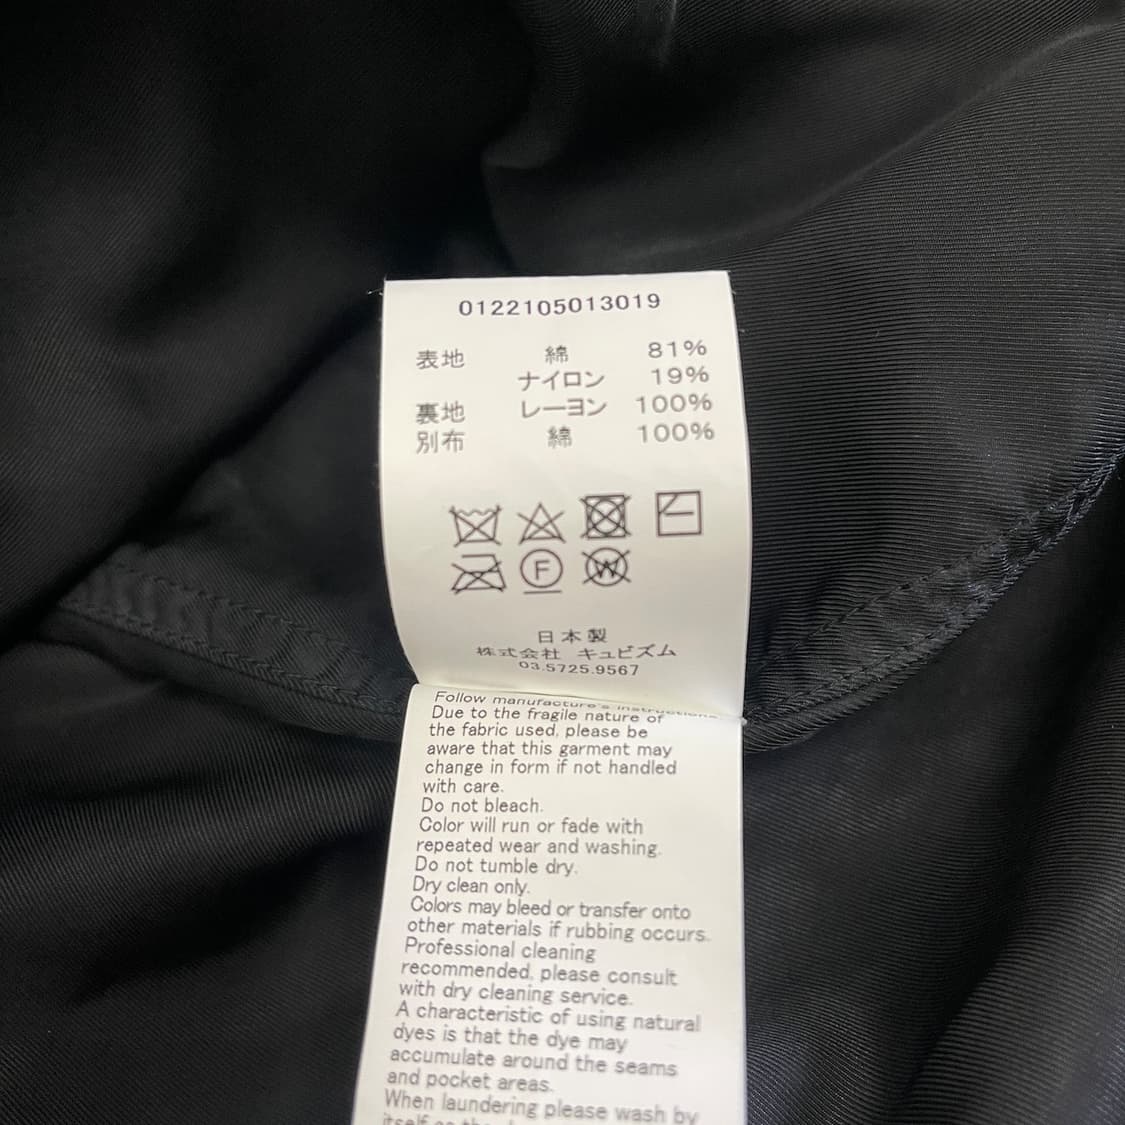 0122105013019
表地 綿 81%
ナイロン 19%
裏地 レーヨン 100%
別布 綿 100%
F
W
日本製
株式会社 キュビズム
03.5725.9567
Follow manufacture's instructions
Due to the fragile nature of
the fabric used, please be
aware that this garment may
change in form if not handled
with care.
Do not bleach.
Color will run or fade with
repeated wear and washing.
Do not tumble dry.
Dry clean only.
Colors may bleed or transfer onto
other materials if rubbing occurs.
Professional cleaning
recommended, please consult
with dry cleaning service.
A characteristic of using natural
dyes is that the dye may
accumulate around the seams
and pocket areas.
When laundering please wash by
itself